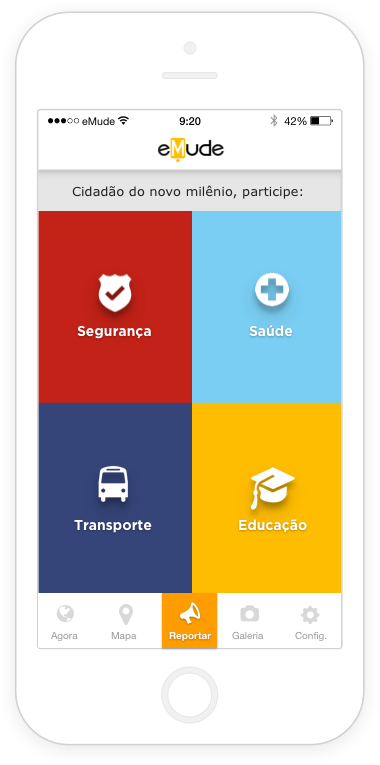 eMude 9:20 42%
eMude
Cidadão do novo milênio, participe:
Segurança Saúde
Transporte Educação
Agora Mapa Reportar Galeria Config.